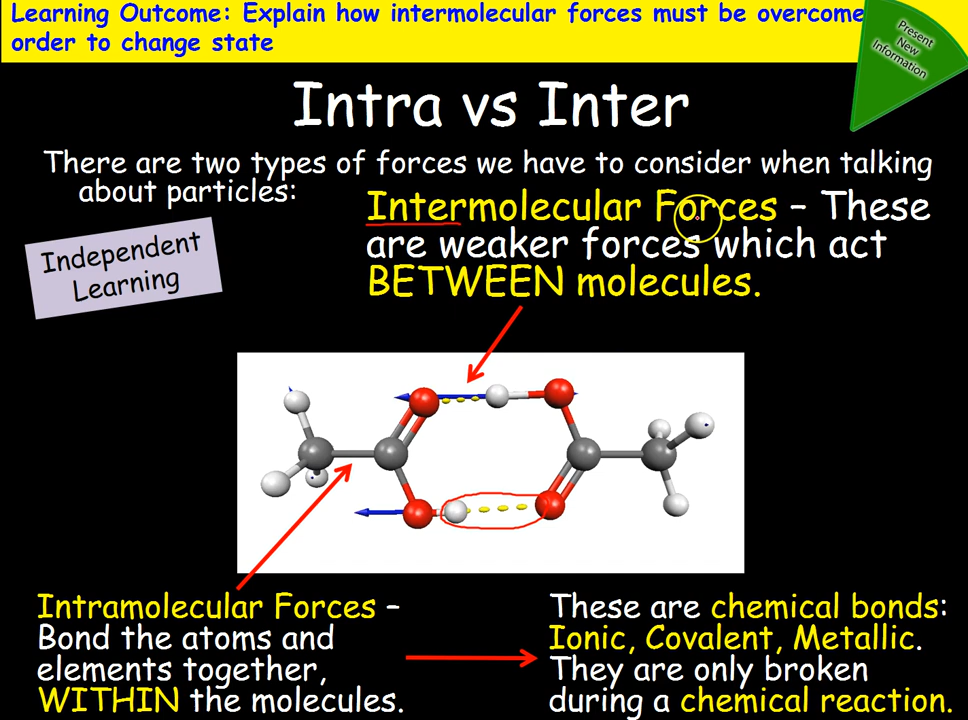 Learning Outcome: Explain how intermolecular forces must be overcome
order to change state
Present
New
Information
Intra vs Inter
There are two types of forces we have to consider when talking
about particles:
Intermolecular Forces – These
are weaker forces which act
BETWEEN molecules.
Independent
Learning
Intramolecular Forces –
Bond the atoms and
elements together,
WITHIN the molecules.
These are chemical bonds:
Ionic, Covalent, Metallic.
They are only broken
during a chemical reaction.